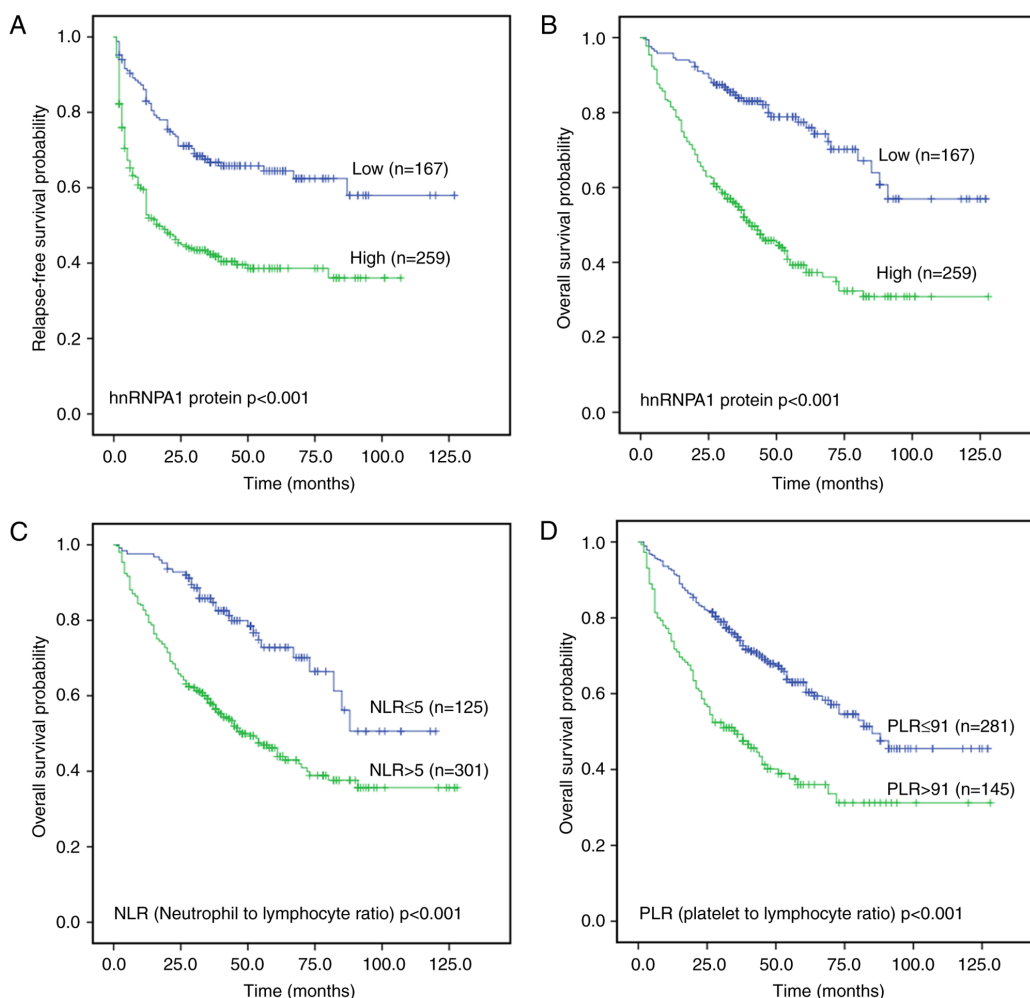 A
1.0
0.8
0.6
0.4
0.2
0.0
Relapse-free survival probability
Low (n=167)
High (n=259)
hnRNPA1 protein p<0.001
0.0 25.0 50.0 75.0 100.0 125.0
Time (months)
B
1.0
0.8
0.6
0.4
0.2
0.0
Overall survival probability
Low (n=167)
High (n=259)
hnRNPA1 protein p<0.001
0.0 25.0 50.0 75.0 100.0 125.0
Time (months)
C
1.0
0.8
0.6
0.4
0.2
0.0
Overall survival probability
NLR≤5 (n=125)
NLR>5 (n=301)
NLR (Neutrophil to lymphocyte ratio) p<0.001
0.0 25.0 50.0 75.0 100.0 125.0
Time (months)
D
1.0
0.8
0.6
0.4
0.2
0.0
Overall survival probability
PLR≤91 (n=281)
PLR>91 (n=145)
PLR (platelet to lymphocyte ratio) p<0.001
0.0 25.0 50.0 75.0 100.0 125.0
Time (months)